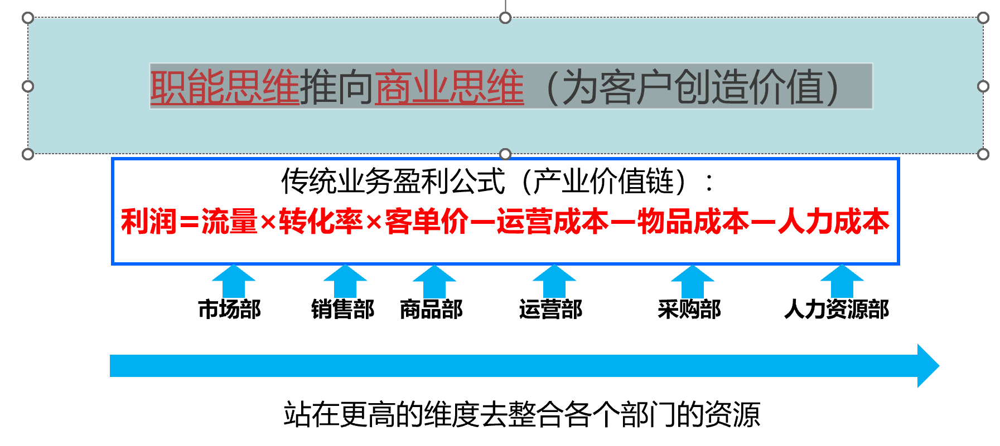 职能思维推向商业思维（为客户创造价值）
传统业务盈利公式（产业价值链）：
利润=流量×转化率×客单价—运营成本—物品成本—人力成本
市场部 销售部 商品部 运营部 采购部 人力资源部
站在更高的维度去整合各个部门的资源